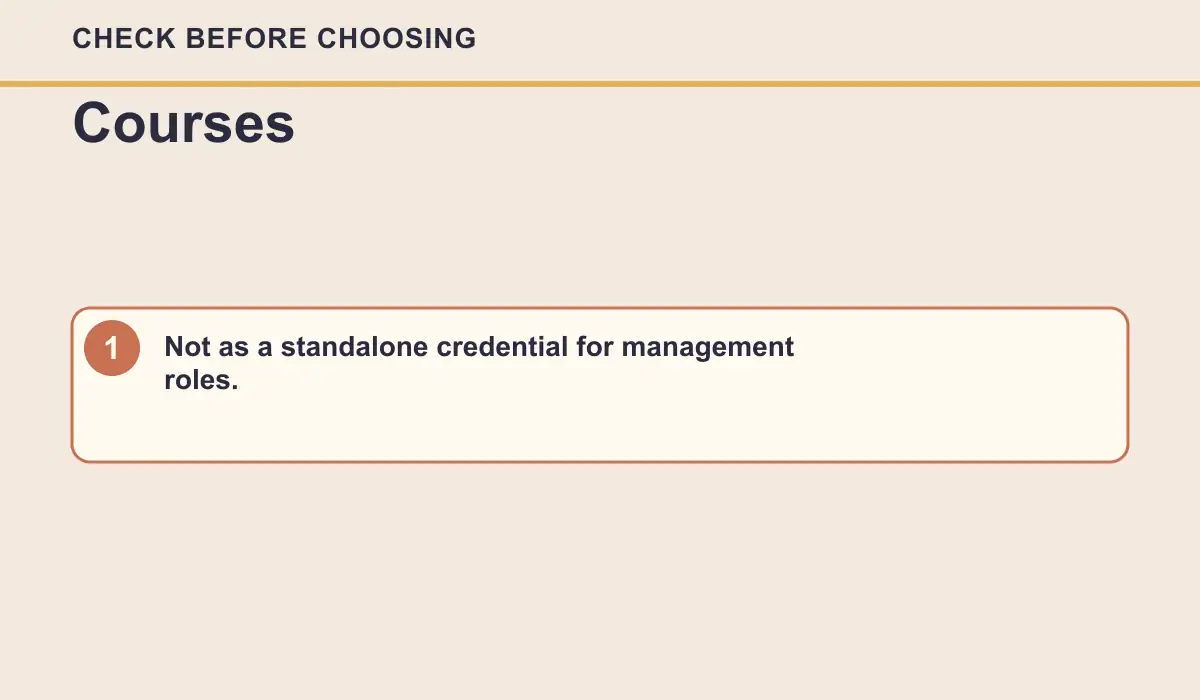 CHECK BEFORE CHOOSING
Courses
1
Not as a standalone credential for management
roles.